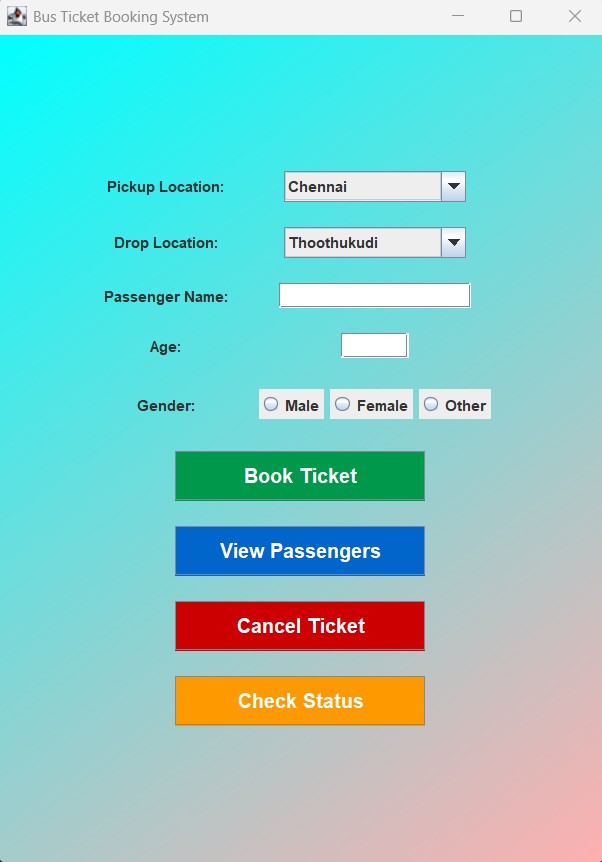 Bus Ticket Booking System
Pickup Location: Chennai
Drop Location: Thoothukudi
Passenger Name:
Age:
Gender: Male Female Other
Book Ticket
View Passengers
Cancel Ticket
Check Status